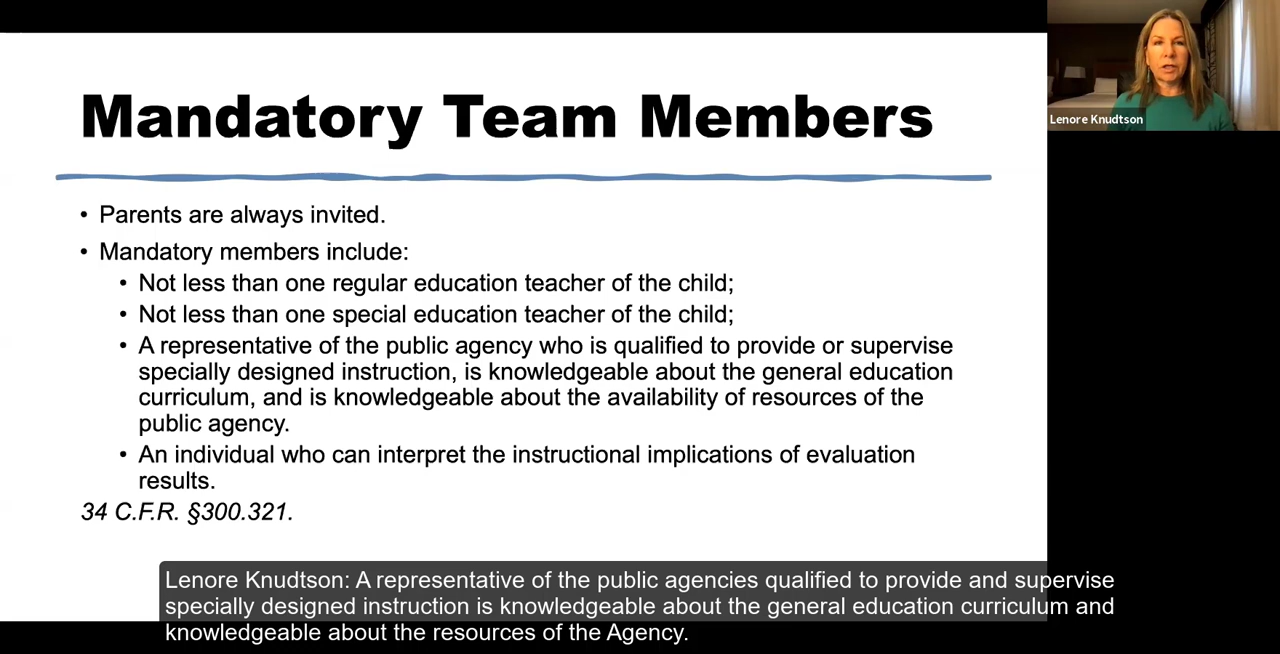 Mandatory Team Members
Lenore Knudtson
• Parents are always invited.
• Mandatory members include:
• Not less than one regular education teacher of the child;
• Not less than one special education teacher of the child;
• A representative of the public agency who is qualified to provide or supervise
specially designed instruction, is knowledgeable about the general education
curriculum, and is knowledgeable about the availability of resources of the
public agency.
• An individual who can interpret the instructional implications of evaluation
results.
34 C.F.R. §300.321.
Lenore Knudtson: A representative of the public agencies qualified to provide and supervise
specially designed instruction is knowledgeable about the general education curriculum and
knowledgeable about the resources of the Agency.